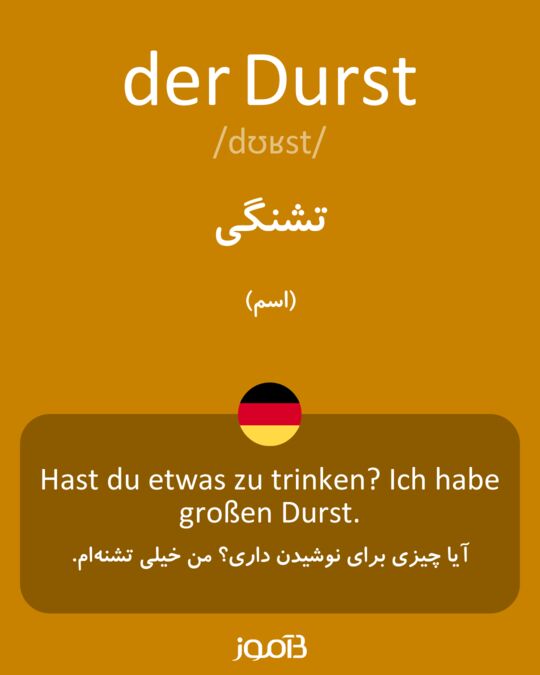 der Durst
/dʊʁst/
تشنگی
(اسم)
Hast du etwas zu trinken? Ich habe
großen Durst.
آیا چیزی برای نوشیدن داری؟ من خیلی تشنه‌ام.
بآموز